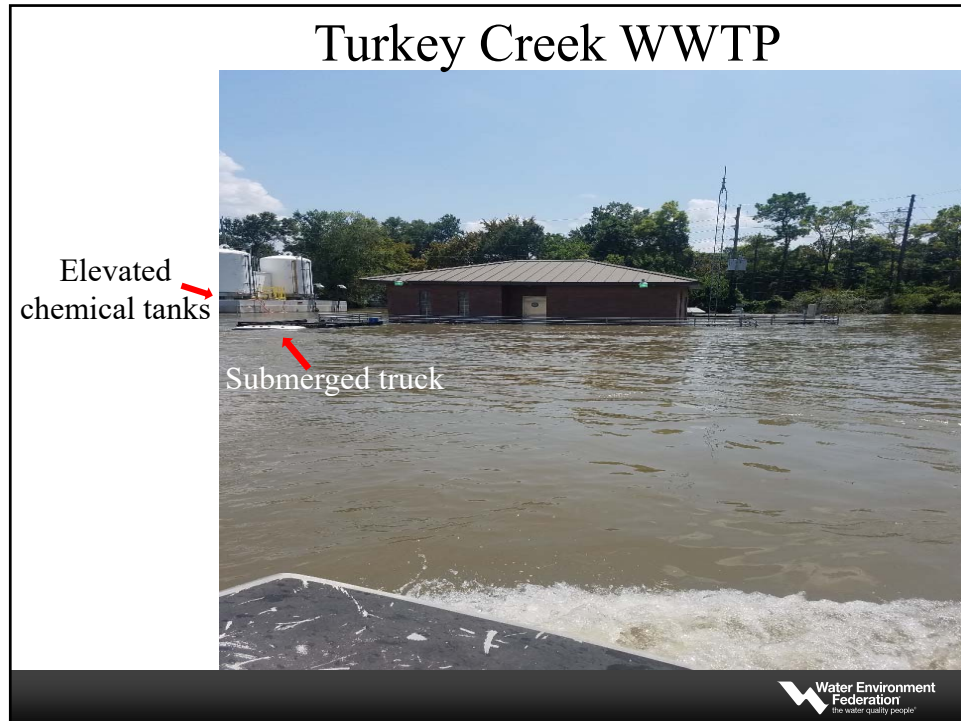 Turkey Creek WWTP
Elevated
chemical tanks
Submerged truck
Water Environment
Federation
the water quality people®